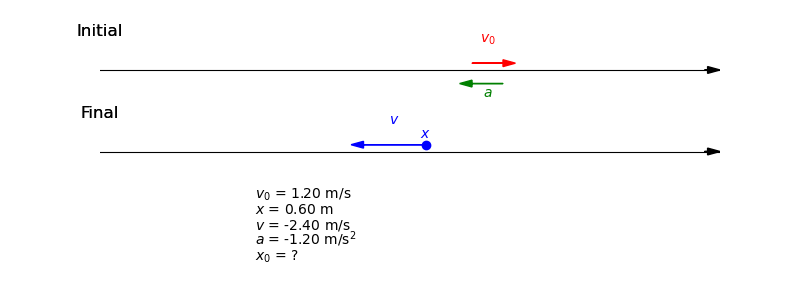 Initial
v₀
a
Final
v
x
v₀ = 1.20 m/s
x = 0.60 m
v = -2.40 m/s
a = -1.20 m/s²
x₀ = ?